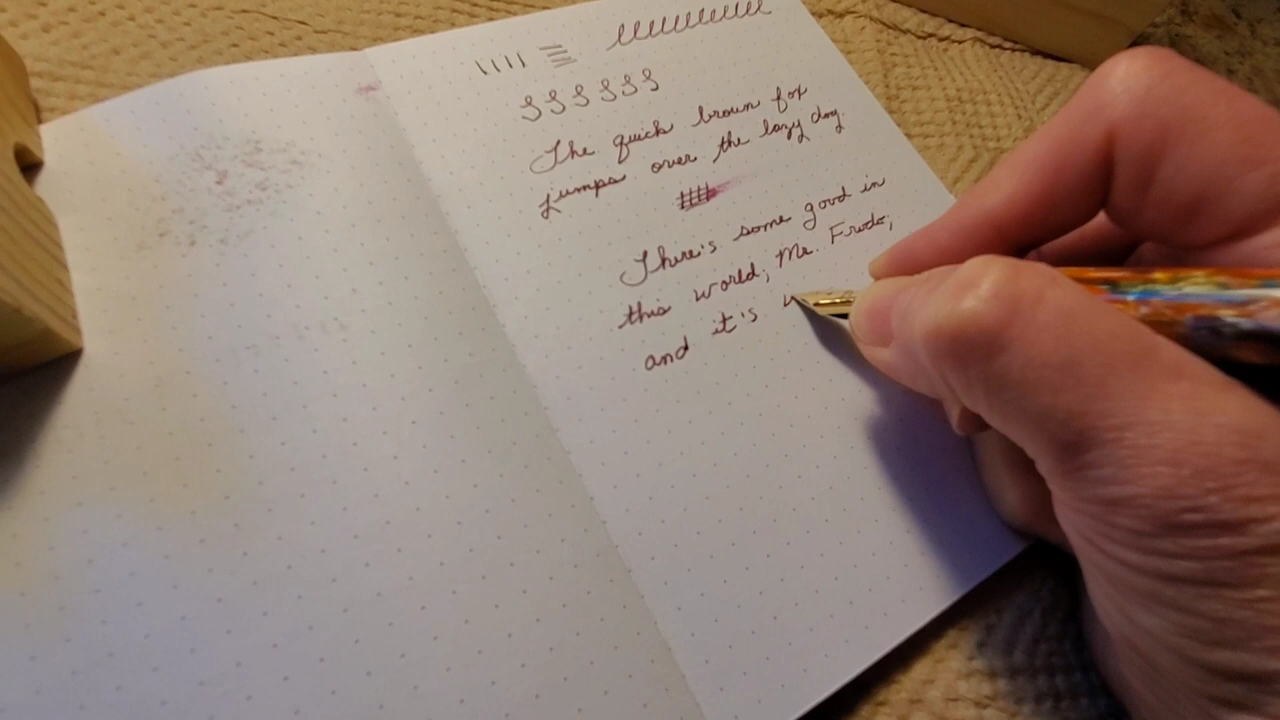 The quick brown fox
jumps over the lazy dog.
There's some good in
this world, Mr. Frodo,
and it's w